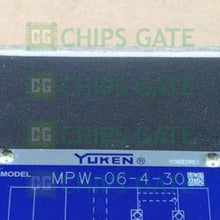 CHIPS GATE
YUKEN ®
MODEL MPW-06-4-30